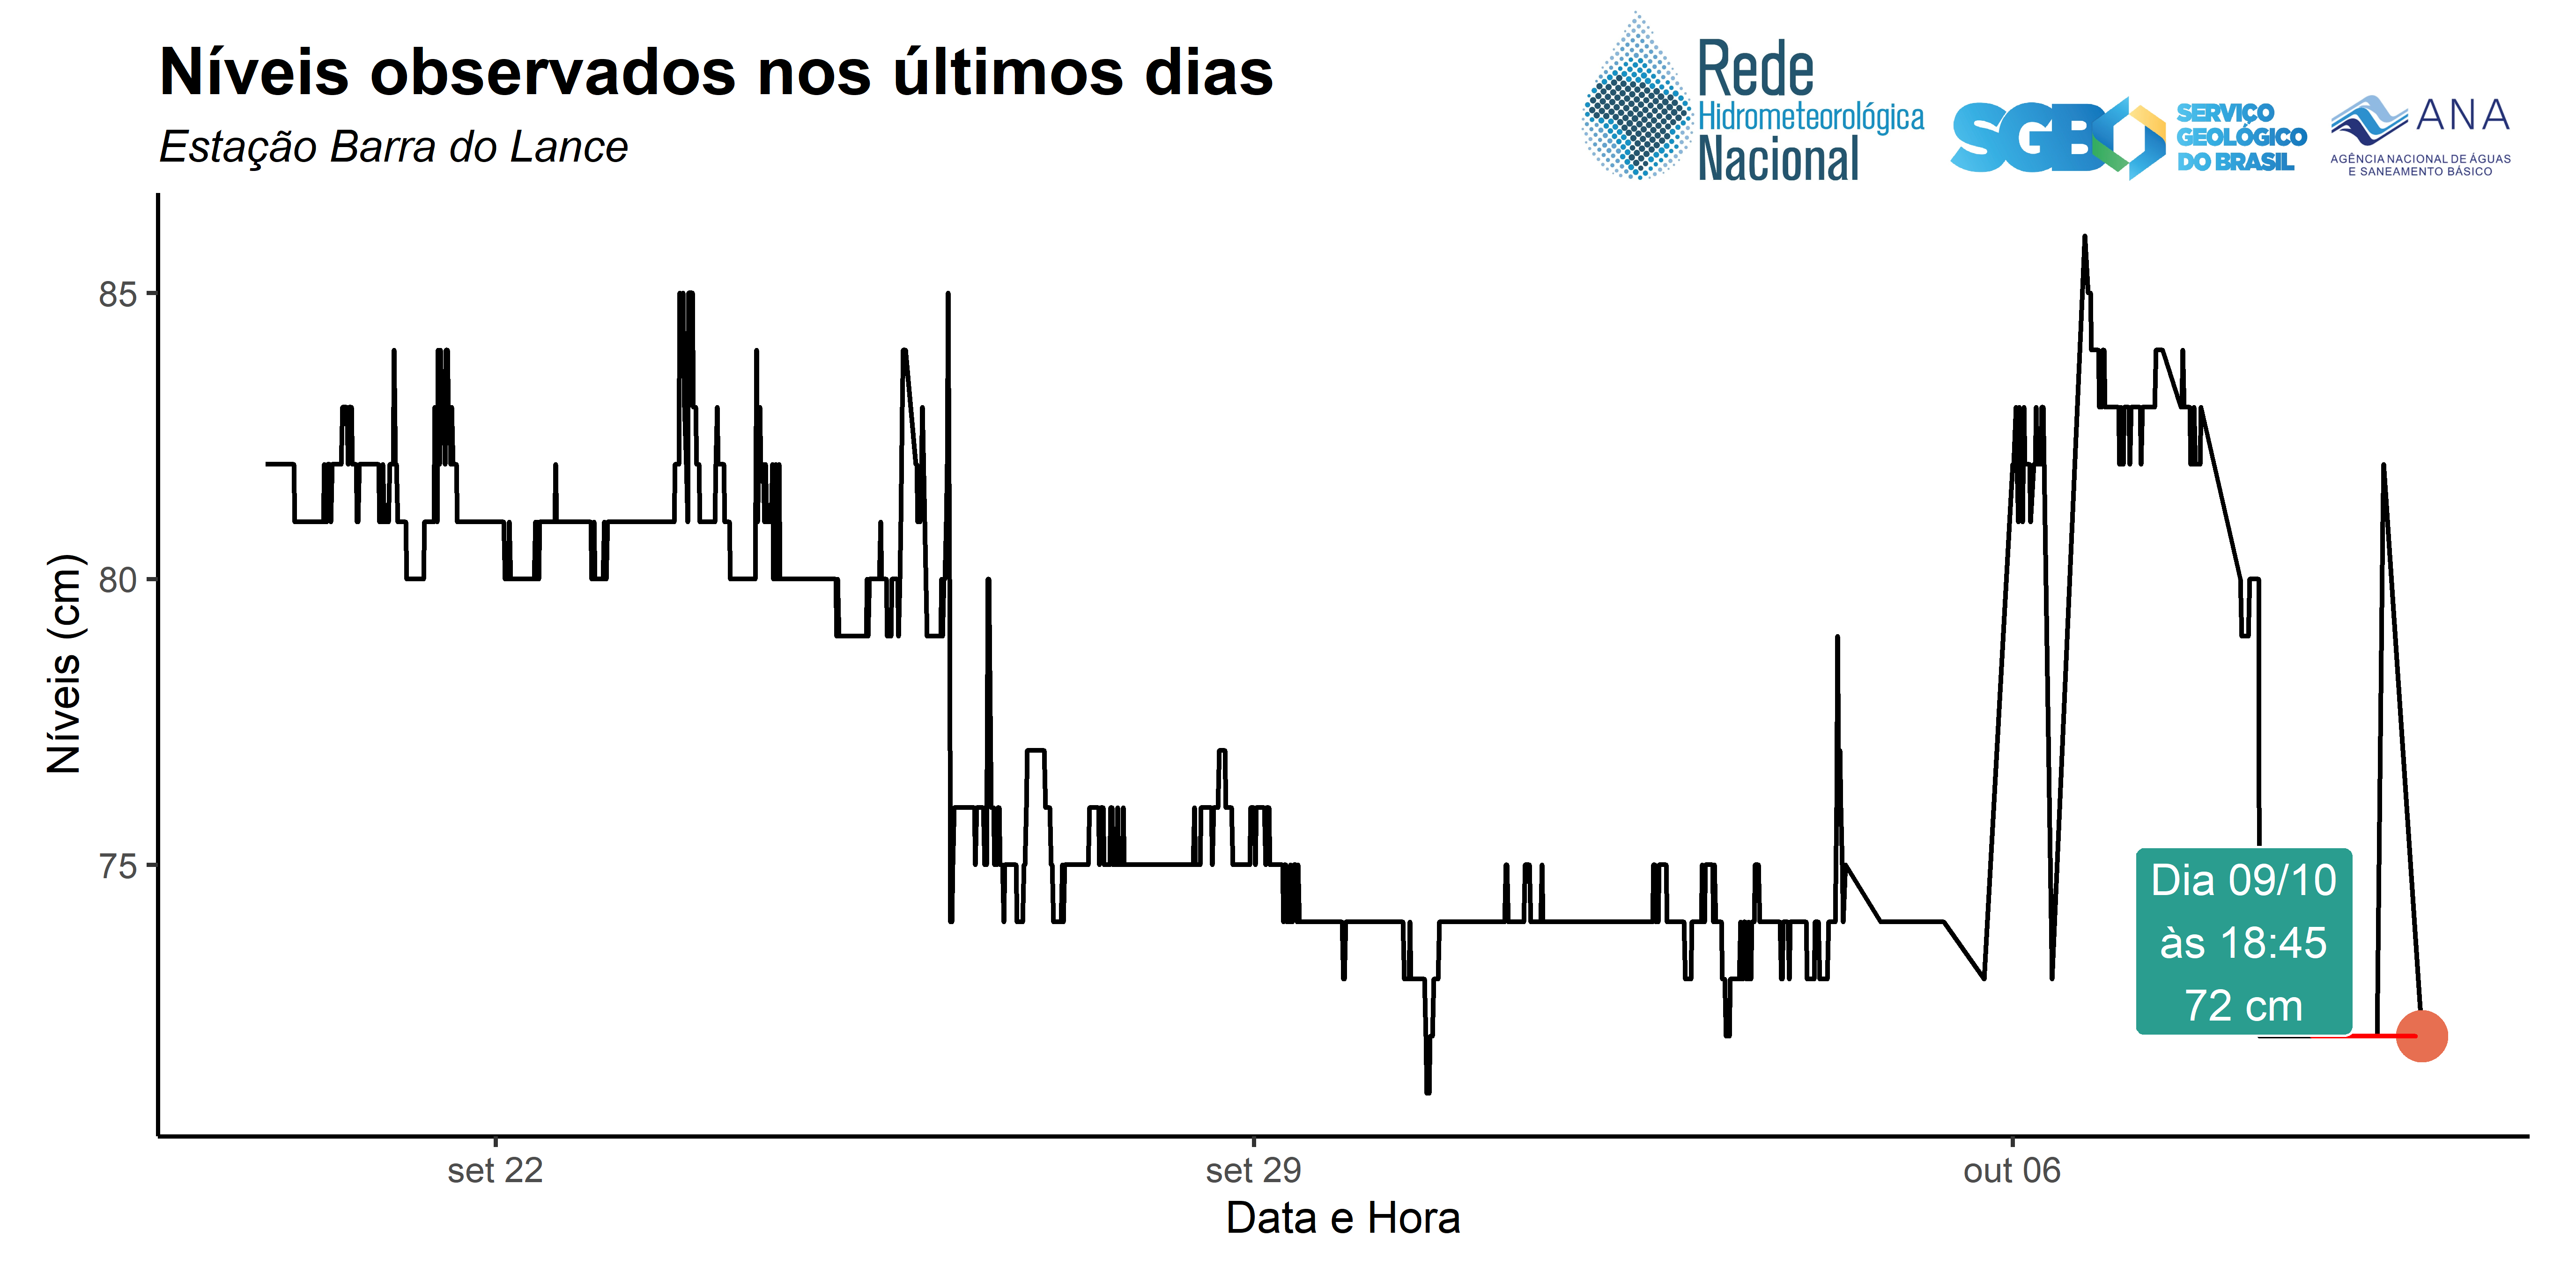 Níveis observados nos últimos dias
Estação Barra do Lance
Rede
Hidrometeorológica
Nacional
SGB
SERVIÇO
GEOLÓGICO
DO BRASIL
ANA
AGÊNCIA NACIONAL DE ÁGUAS
E SANEAMENTO BÁSICO
Níveis (cm)
85
80
75
Dia 09/10
às 18:45
72 cm
set 22
set 29
out 06
Data e Hora